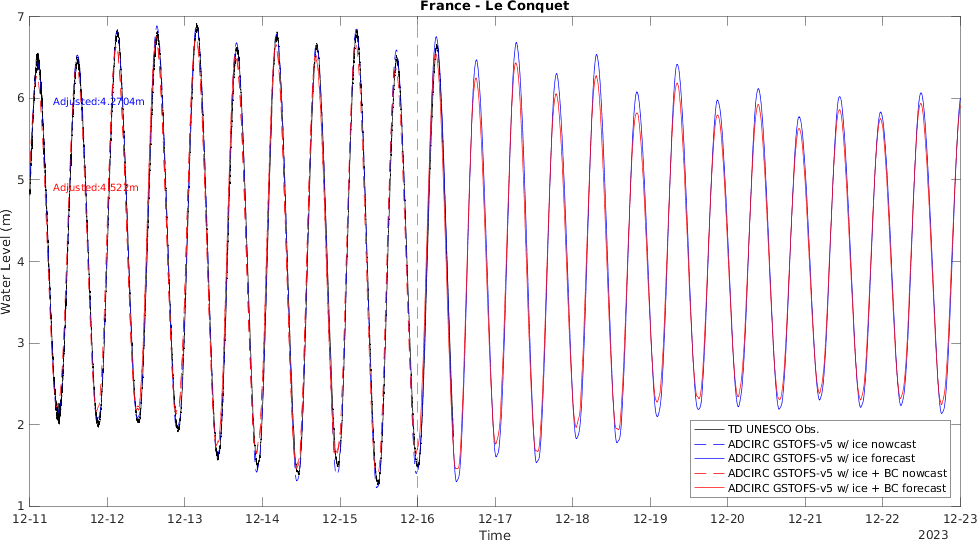 France - Le Conquet
7
6
5
4
3
2
1
Water Level (m)
Adjusted:4.2704m
Adjusted:4.522m
TD UNESCO Obs.
ADCIRC GSTOFS-v5 w/ ice nowcast
ADCIRC GSTOFS-v5 w/ ice forecast
ADCIRC GSTOFS-v5 w/ ice + BC nowcast
ADCIRC GSTOFS-v5 w/ ice + BC forecast
12-11 12-12 12-13 12-14 12-15 12-16 12-17 12-18 12-19 12-20 12-21 12-22 12-23
Time
2023